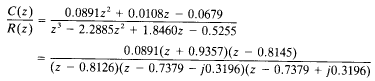 C(z)/R(z) = (0.0891z² + 0.0108z − 0.0679)/(z³ − 2.2885z² + 1.8460z − 0.5255)
= 0.0891(z + 0.9357)(z − 0.8145)/((z − 0.8126)(z − 0.7379 − j0.3196)(z − 0.7379 + j0.3196))